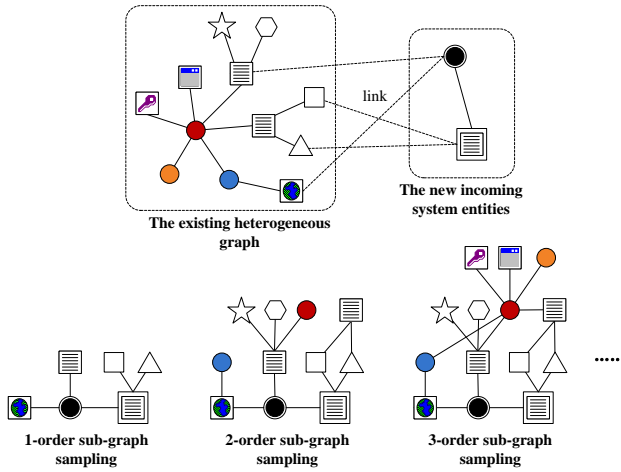 link
The existing heterogeneous
graph
The new incoming
system entities
1-order sub-graph
sampling
2-order sub-graph
sampling
3-order sub-graph
sampling
.....